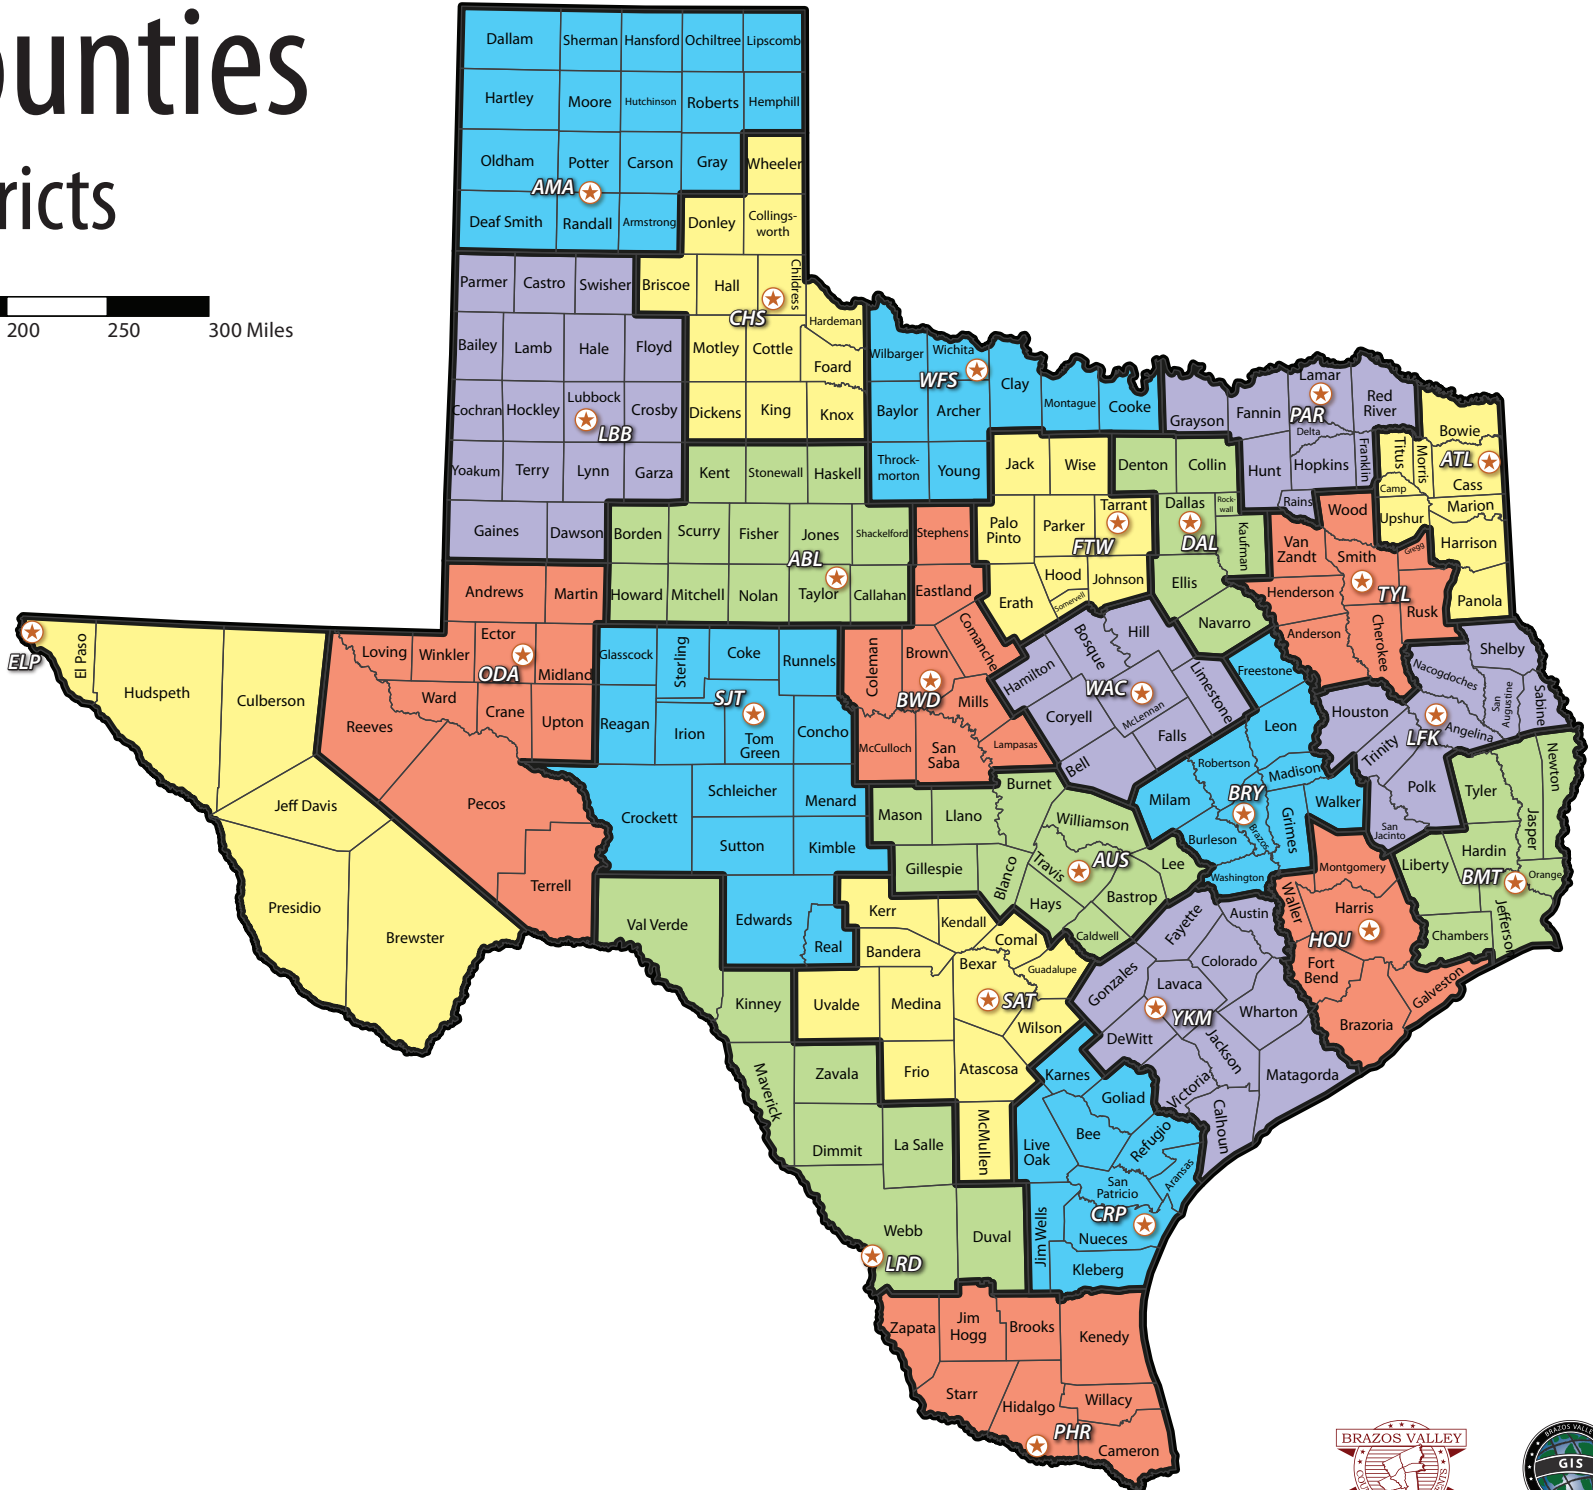 ounties
ricts
200 250 300 Miles
Dallam Sherman Hansford Ochiltree Lipscomb
Hartley Moore Hutchinson Roberts Hemphill
Oldham Potter Carson Gray Wheeler
AMA
Deaf Smith Randall Armstrong Donley Collings-
worth
Parmer Castro Swisher Briscoe Hall Childress
CHS
Hardeman
Bailey Lamb Hale Floyd Motley Cottle Foard
Wilbarger Wichita
WFS
Clay
Cochran Hockley Lubbock Crosby Dickens King Knox Baylor Archer Montague Cooke
LBB
Grayson Fannin Lamar Red
River
PAR
Delta
Bowie
Yoakum Terry Lynn Garza Kent Stonewall Haskell Throck-
morton
Young Jack Wise Denton Collin Hunt Hopkins Franklin Titus Morris
ATL
Cass
Camp
Gaines Dawson Borden Scurry Fisher Jones Shackelford Stephens Palo
Pinto
Parker Tarrant Dallas Rock-
wall
Rains Wood Upshur Marion
FTW DAL
Kaufman Van
Zandt
Smith Gregg Harrison
ABL
Andrews Martin Howard Mitchell Nolan Taylor Callahan Eastland Erath Hood Somervell Johnson Ellis Henderson
TYL
Rusk Panola
Navarro Anderson Cherokee
ELP
El Paso Hudspeth Culberson Loving Winkler Ector Midland
ODA
Glasscock Sterling Coke Runnels Coleman Brown Comanche Hamilton Bosque Hill
WAC
McLennan Limestone Freestone
Nacogdoches Shelby San
Augustine
Sabine
Reeves Ward Crane Upton Reagan Irion
SJT
Tom
Green
Concho
BWD
Mills Coryell Falls Leon Houston
LFK
Angelina
McCulloch San
Saba
Lampasas Bell Robertson Madison Trinity Polk Newton
Jeff Davis Pecos Crockett Schleicher Menard Mason Llano Burnet Williamson Milam
BRY
Walker Tyler Jasper
Brazos Grimes San
Jacinto
Sutton Kimble Gillespie Blanco Travis
AUS
Lee Burleson Washington Montgomery Liberty Hardin
BMT
Orange
Presidio Brewster Terrell Val Verde Edwards Real Kerr Kendall Hays Bastrop Caldwell Fayette Austin Waller Harris
HOU
Chambers Jefferson
Bandera Comal Bexar Guadalupe Gonzales Colorado Fort
Bend
Galveston
Kinney Uvalde Medina
SAT
Wilson Lavaca
YKM
Wharton Brazoria
DeWitt Jackson
Maverick Zavala Frio Atascosa Karnes Victoria Matagorda
Goliad Calhoun
Dimmit La Salle McMullen Live
Oak
Bee Refugio Aransas
San
Patricio
CRP
Webb Duval Jim Wells Nueces
LRD
Kleberg
Zapata Jim
Hogg
Brooks Kenedy
Starr Hidalgo Willacy
PHR
Cameron
BRAZOS VALLEY
GIS